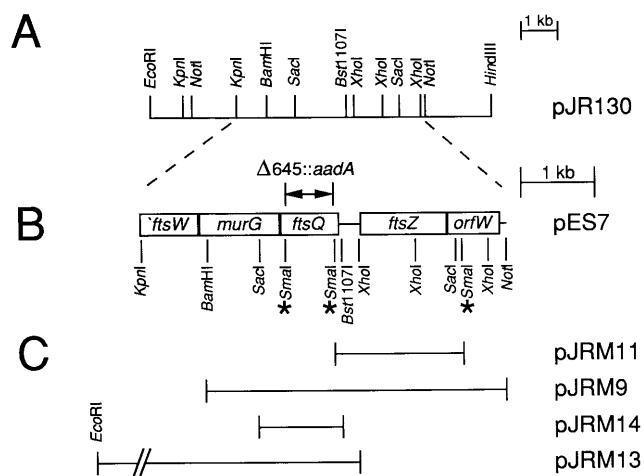 A
1 kb
EcoRI KpnI NotI KpnI BamHI SacI Bst1107I XhoI XhoI SacI XhoI NotI HindIII
pJR130
Δ645::aadA
1 kb
B
`ftsW murG ftsQ ftsZ orfW
pES7
KpnI BamHI SacI *SmaI *SmaI Bst1107I XhoI XhoI SacI *SmaI XhoI NotI
C
pJRM11
pJRM9
pJRM14
EcoRI
pJRM13